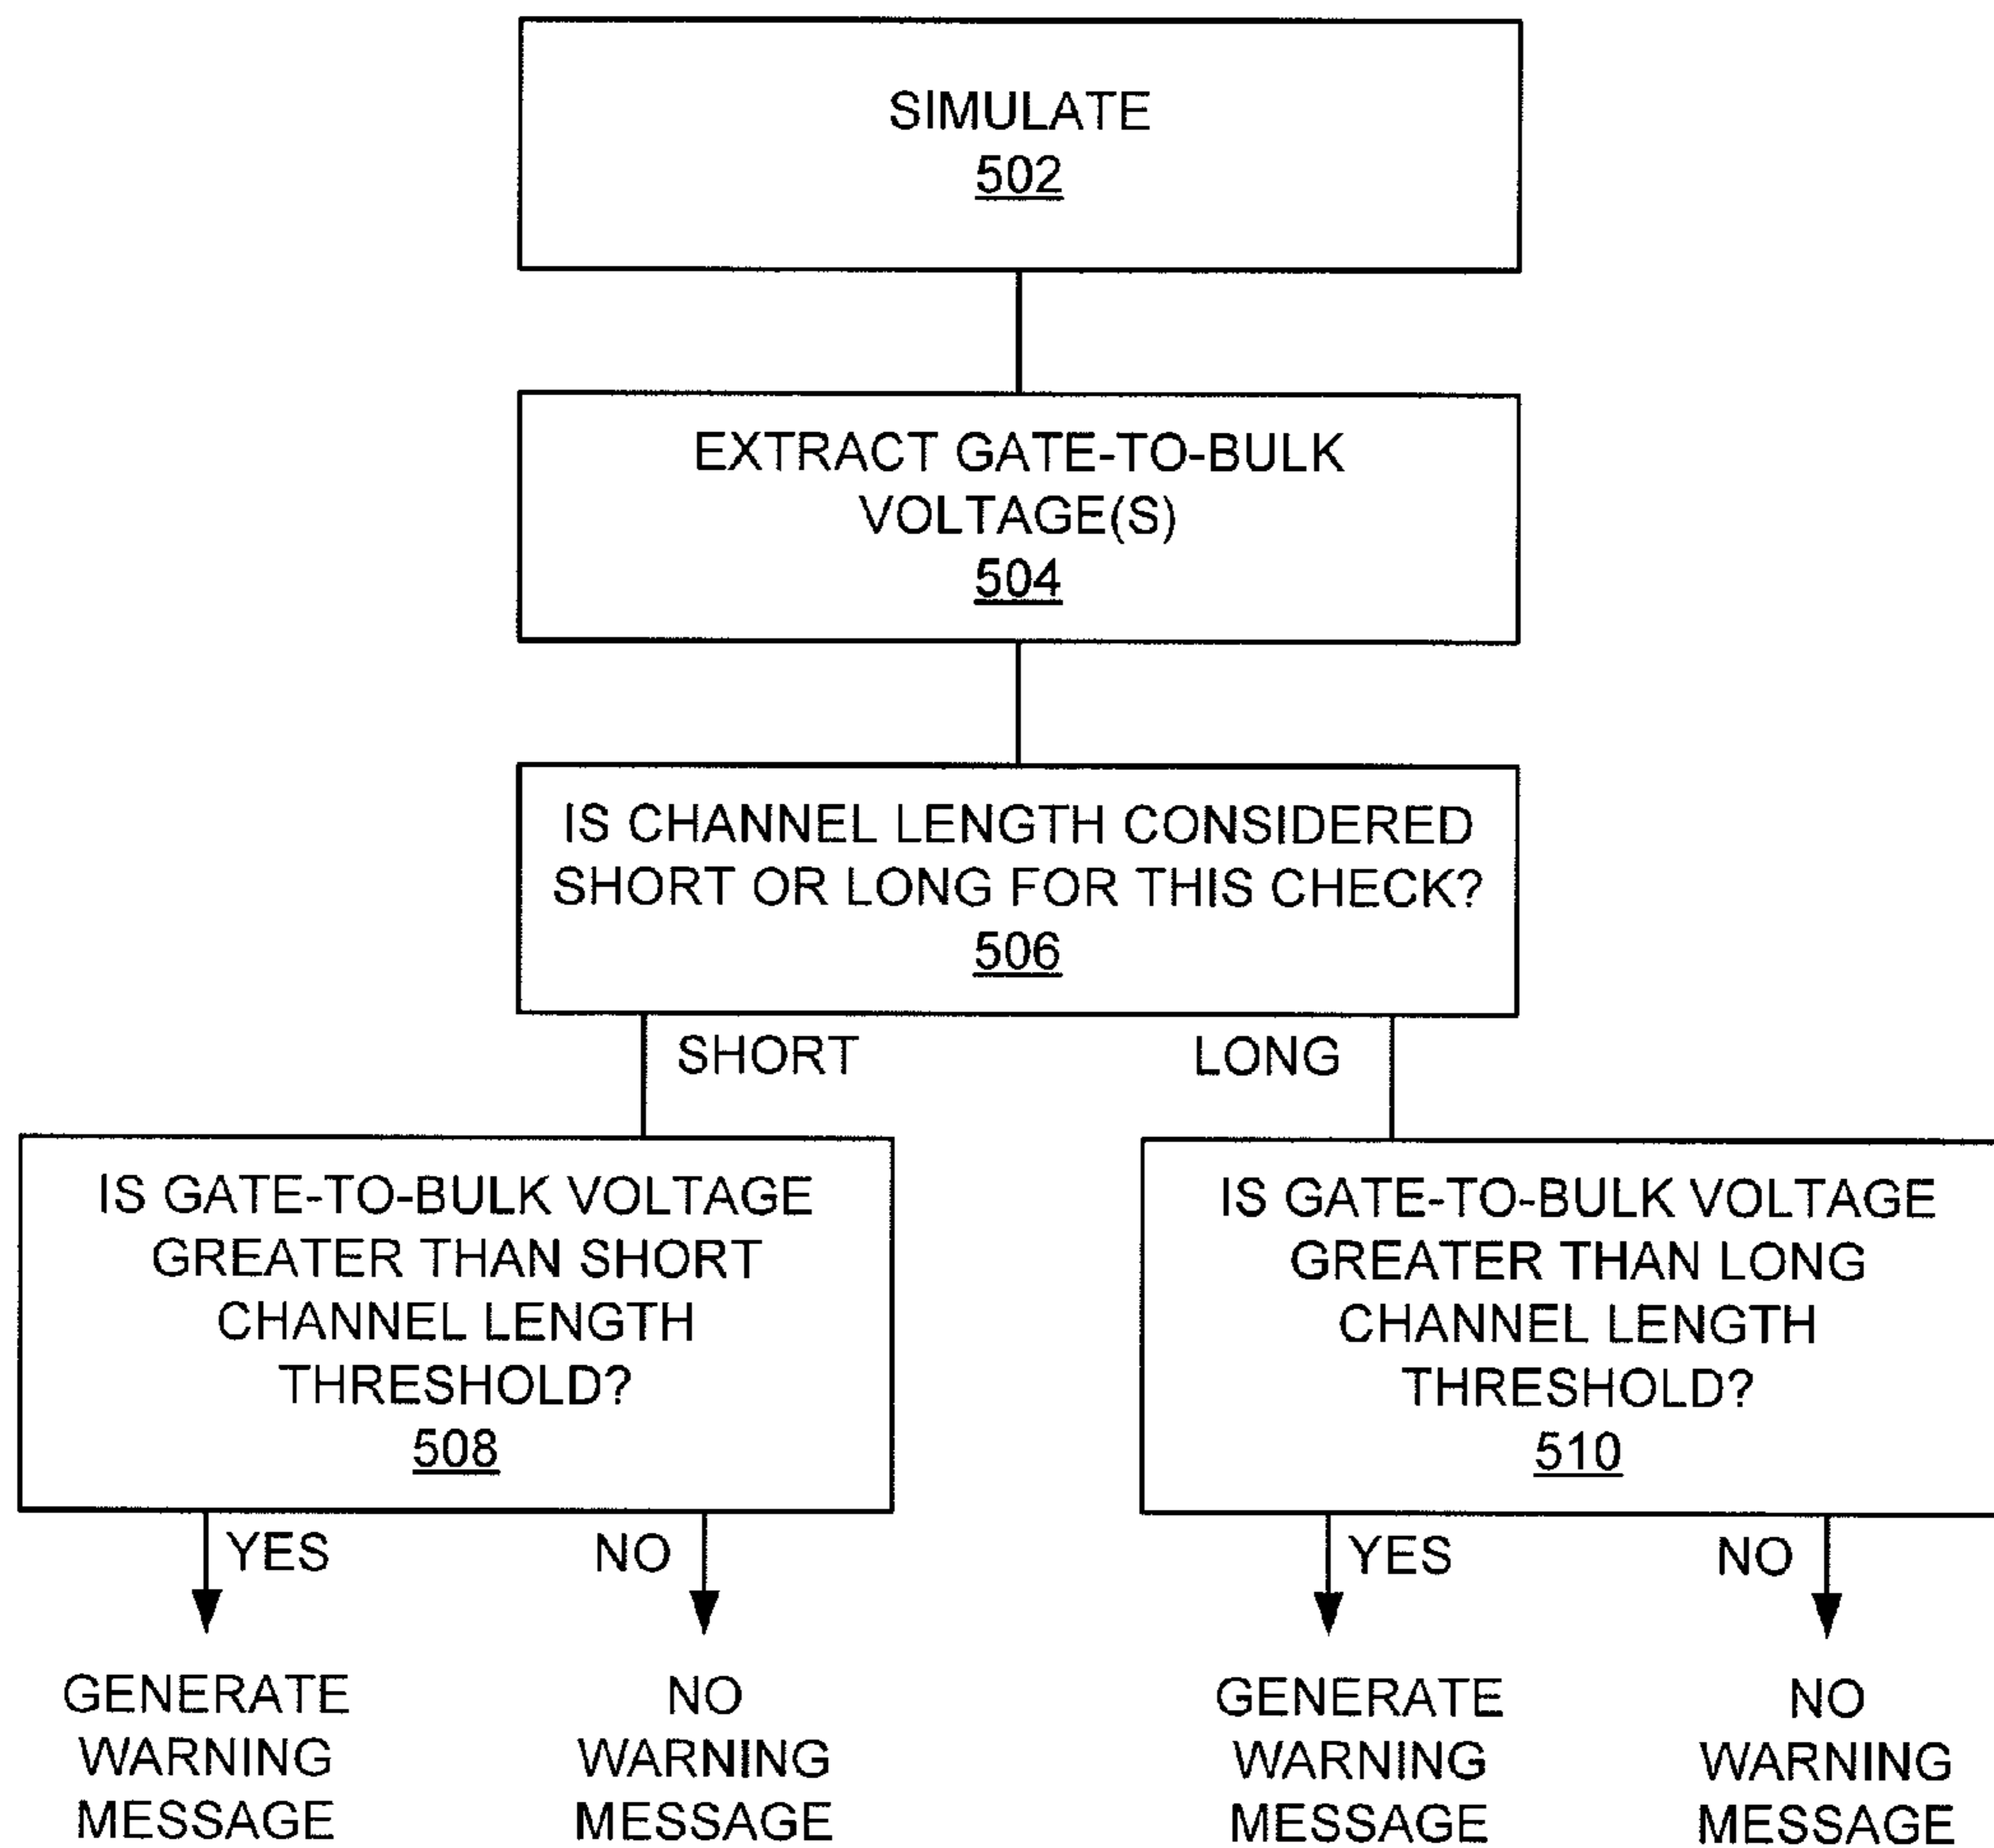 SIMULATE
502
EXTRACT GATE-TO-BULK
VOLTAGE(S)
504
IS CHANNEL LENGTH CONSIDERED
SHORT OR LONG FOR THIS CHECK?
506
SHORT
LONG
IS GATE-TO-BULK VOLTAGE
GREATER THAN SHORT
CHANNEL LENGTH
THRESHOLD?
508
IS GATE-TO-BULK VOLTAGE
GREATER THAN LONG
CHANNEL LENGTH
THRESHOLD?
510
YES
NO
YES
NO
GENERATE
WARNING
MESSAGE
NO
WARNING
MESSAGE
GENERATE
WARNING
MESSAGE
NO
WARNING
MESSAGE